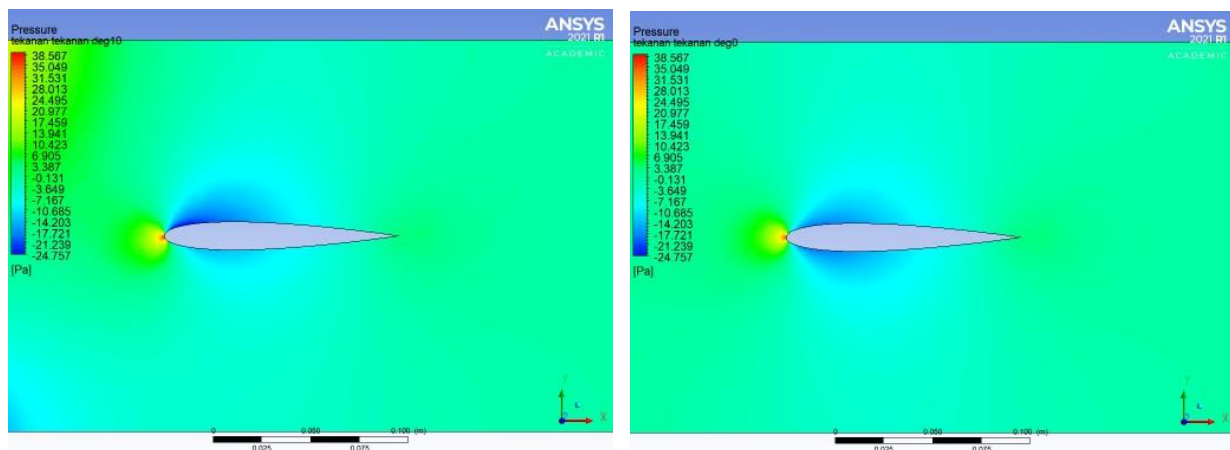 Pressure
tekanan tekanan deg10
38.567
35.049
31.531
28.013
24.495
20.977
17.459
13.941
10.423
6.905
3.387
-0.131
-3.649
-7.167
-10.685
-14.203
-17.721
-21.239
-24.757
[Pa]
ANSYS
2021 R1
ACADEMIC
Y
Z
X
0
0.050
0.100 (m)
0.025
0.075
Pressure
tekanan tekanan deg0
38.567
35.049
31.531
28.013
24.495
20.977
17.459
13.941
10.423
6.905
3.387
-0.131
-3.649
-7.167
-10.685
-14.203
-17.721
-21.239
-24.757
[Pa]
ANSYS
2021 R1
ACADEMIC
Y
X
0
0.050
0.100 (m)
0.025
0.075